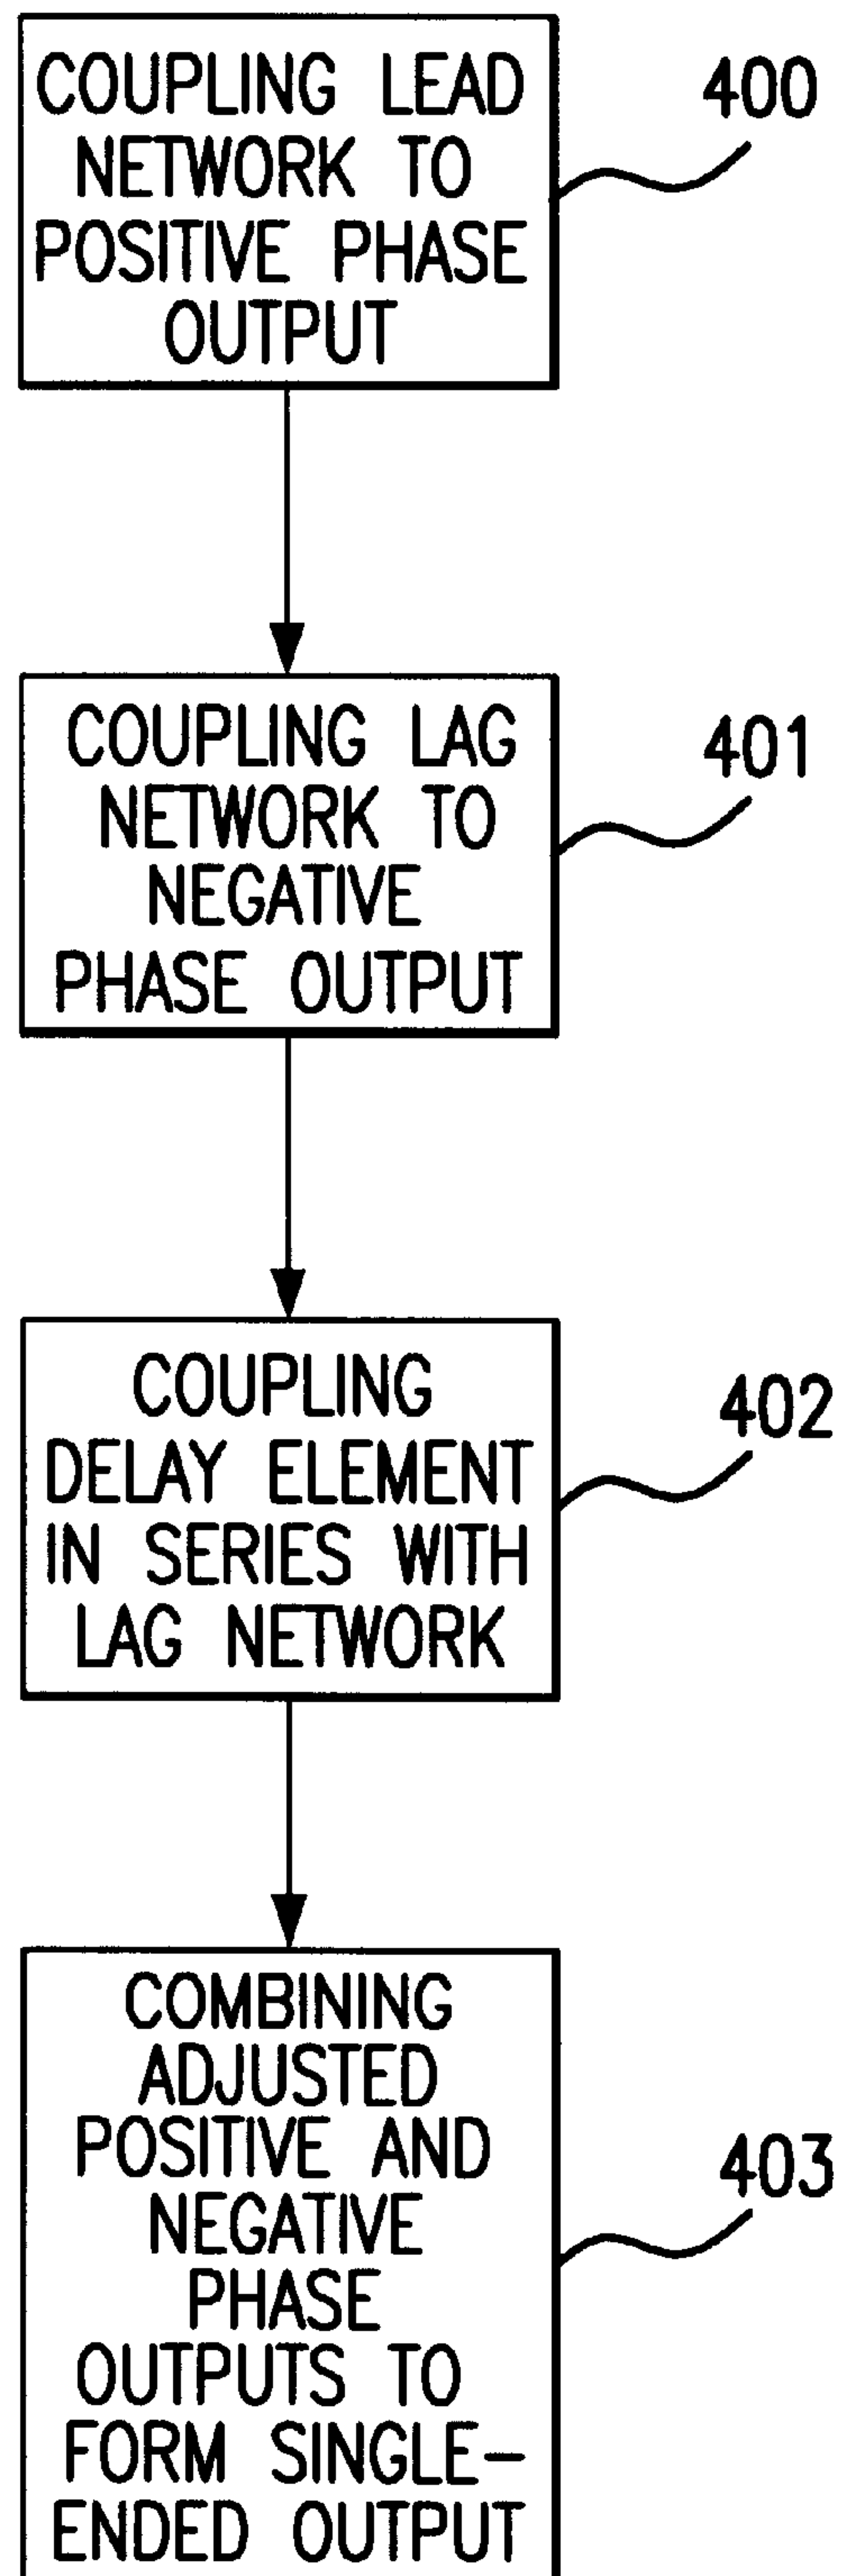 COUPLING LEAD
NETWORK TO
POSITIVE PHASE
OUTPUT
400
COUPLING LAG
NETWORK TO
NEGATIVE
PHASE OUTPUT
401
COUPLING
DELAY ELEMENT
IN SERIES WITH
LAG NETWORK
402
COMBINING
ADJUSTED
POSITIVE AND
NEGATIVE
PHASE
OUTPUTS TO
FORM SINGLE-
ENDED OUTPUT
403